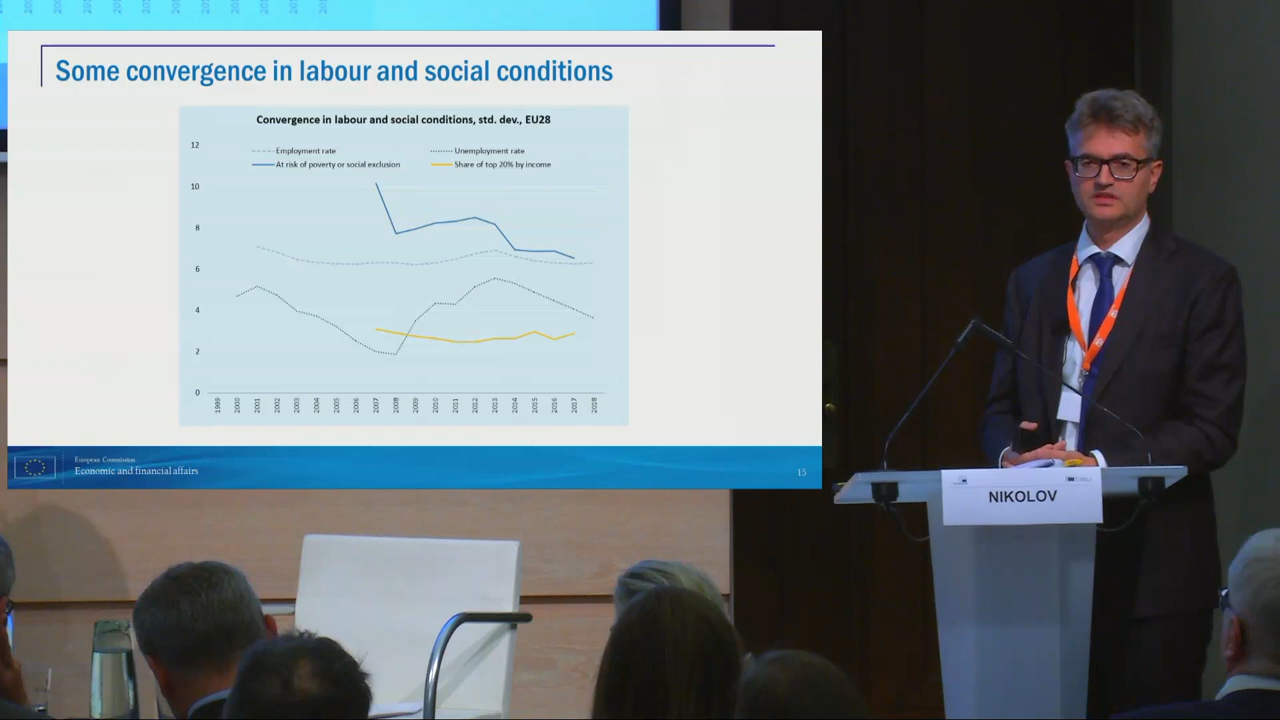 Some convergence in labour and social conditions
Convergence in labour and social conditions, std. dev., EU28
Employment rate
Unemployment rate
At risk of poverty or social exclusion
Share of top 20% by income
12
10
8
6
4
2
0
1999 2000 2001 2002 2003 2004 2005 2006 2007 2008 2009 2010 2011 2012 2013 2014 2015 2016 2017 2018
European Commission
Economic and financial affairs
15
NIKOLOV